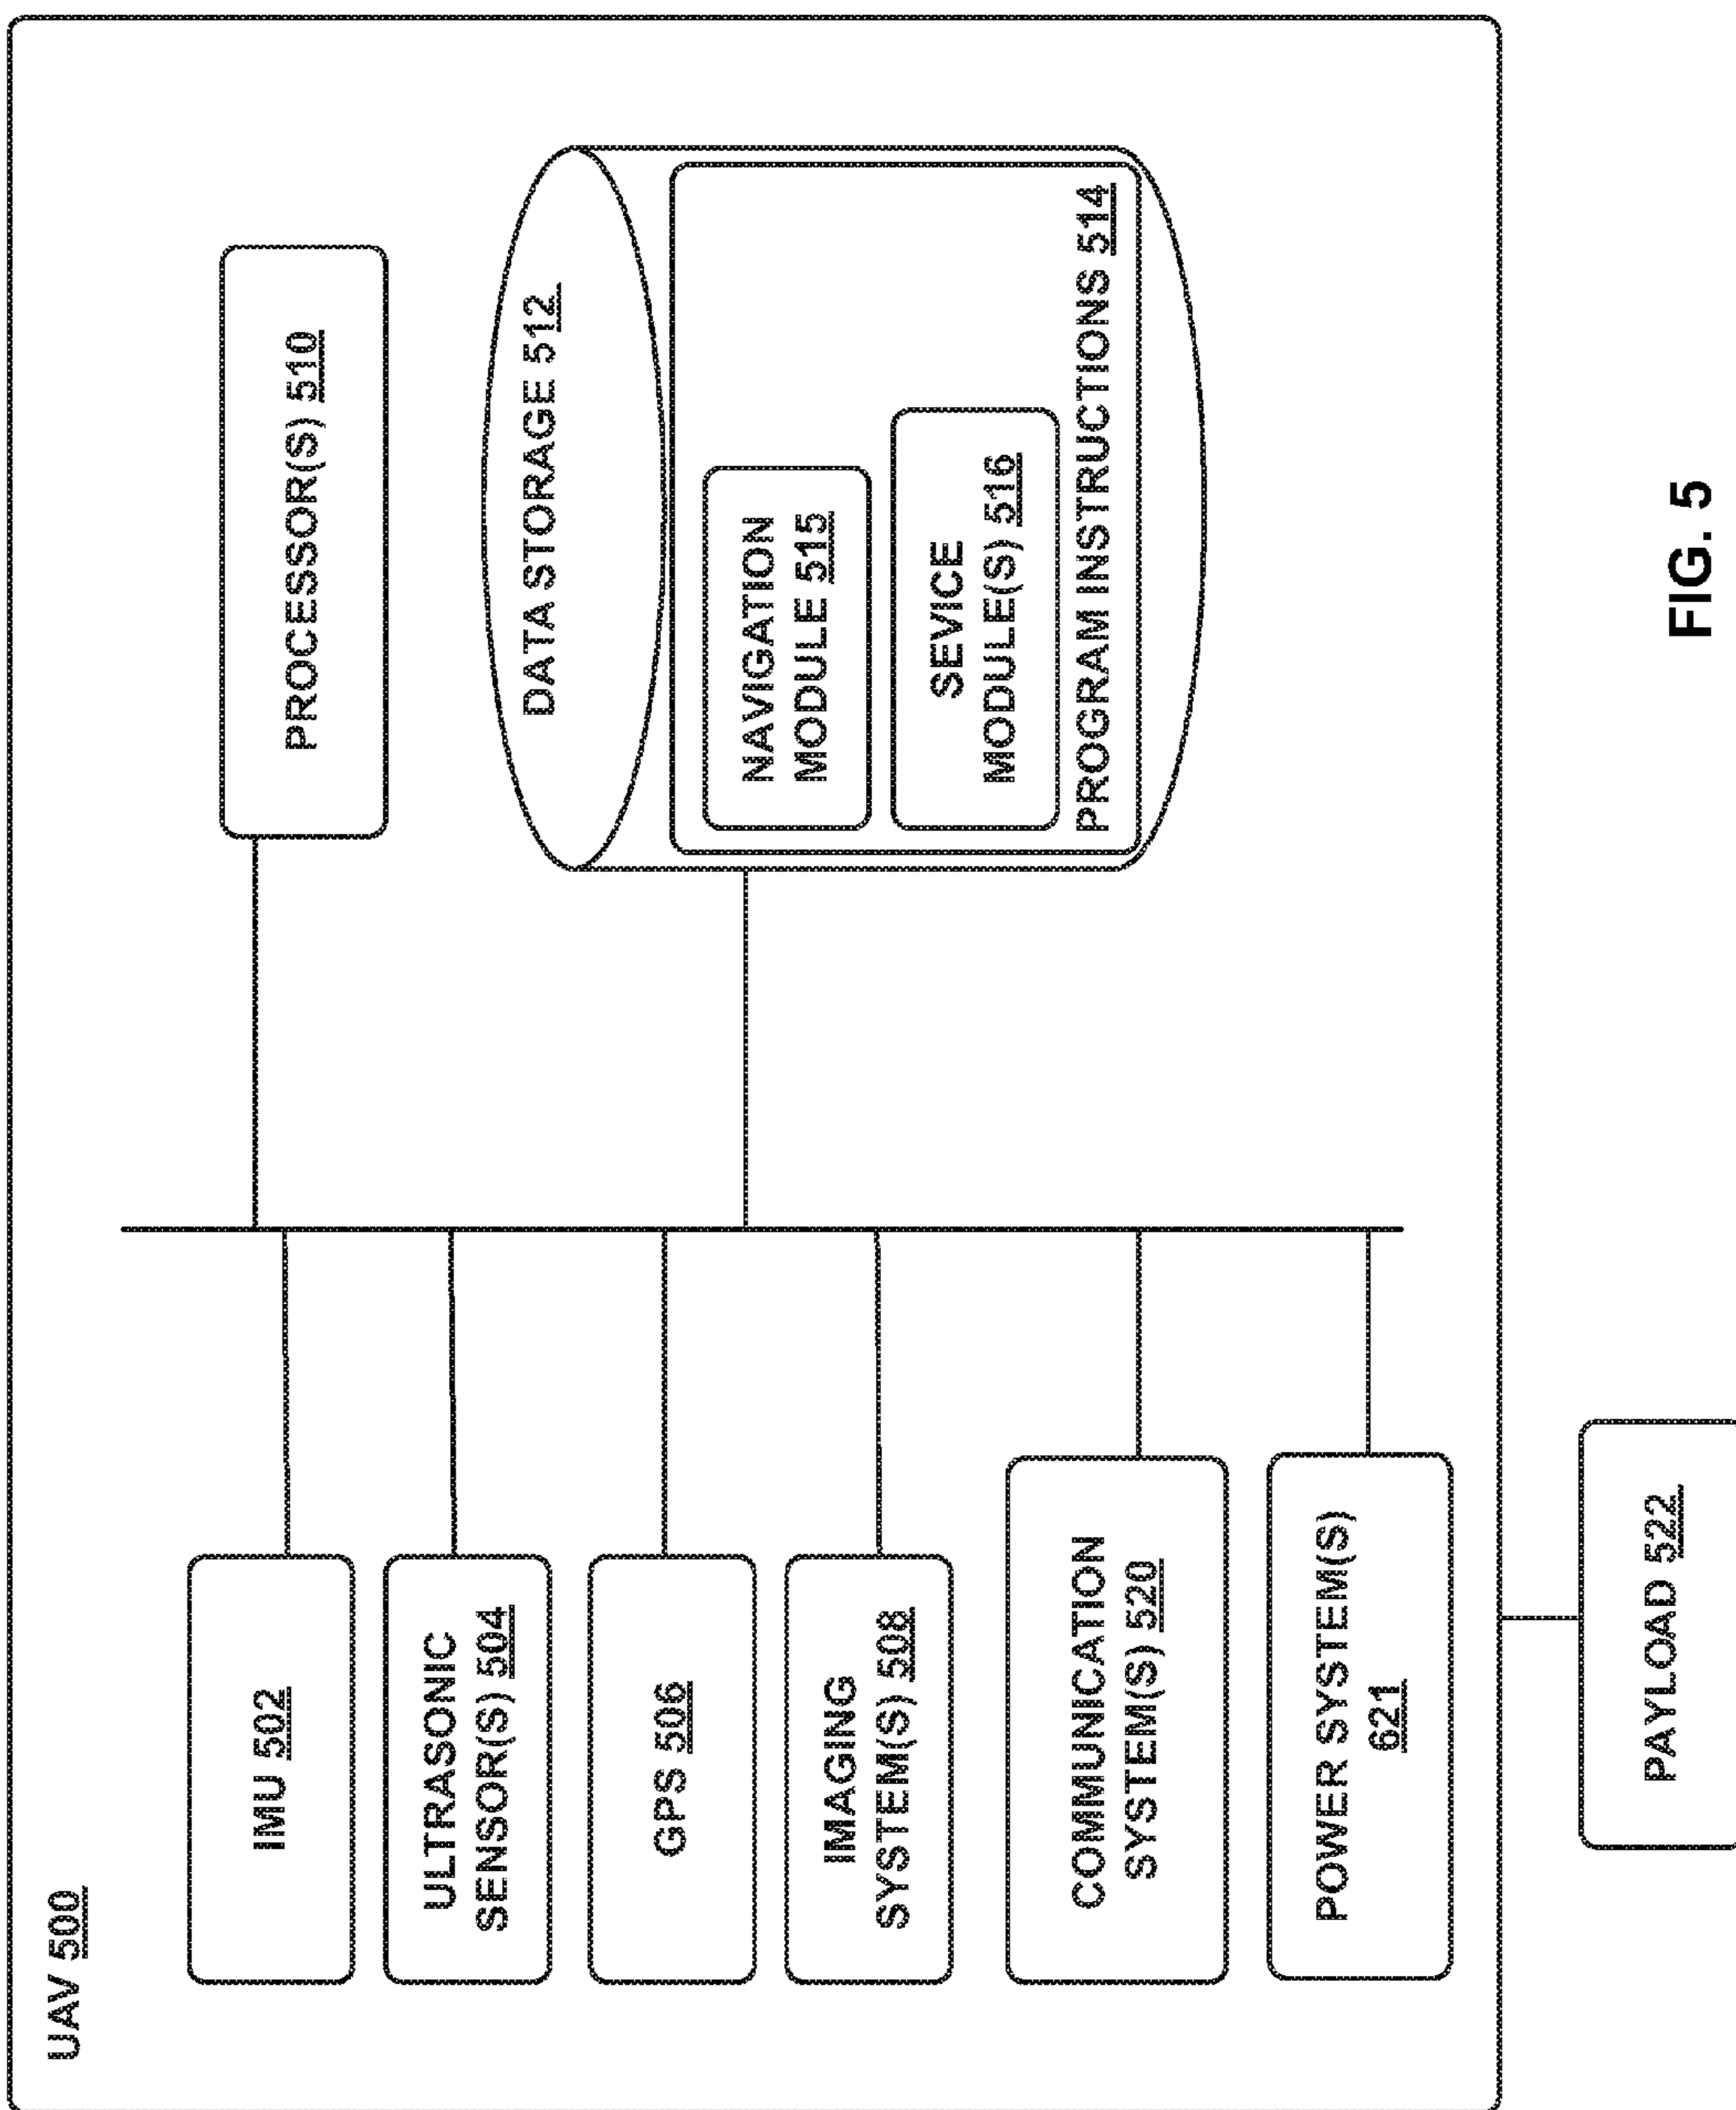 UAV 500
IMU 502
ULTRASONIC
SENSOR(S) 504
GPS 506
IMAGING
SYSTEM(S) 508
COMMUNICATION
SYSTEM(S) 520
POWER SYSTEM(S)
621
PROCESSOR(S) 510
DATA STORAGE 512
NAVIGATION
MODULE 515
SEVICE
MODULE(S) 516
PROGRAM INSTRUCTIONS 514
PAYLOAD 522
FIG. 5